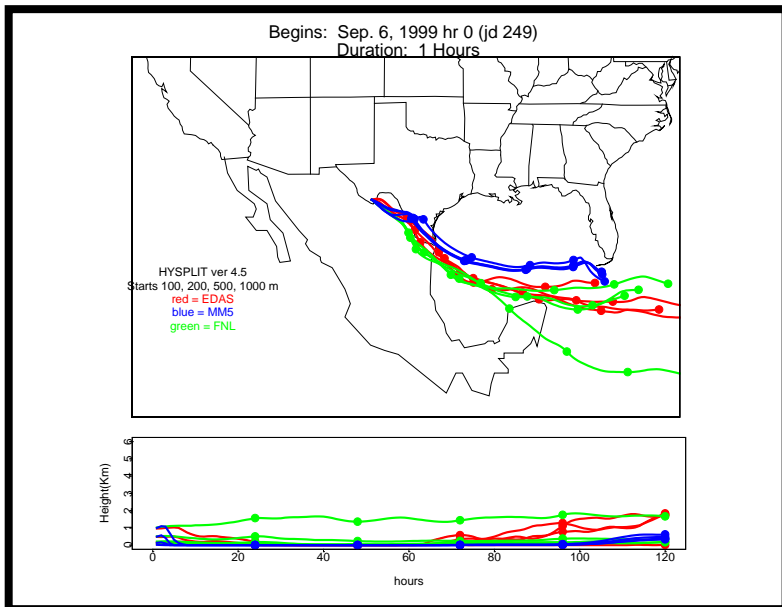 Begins: Sep. 6, 1999 hr 0 (jd 249)
Duration: 1 Hours
HYSPLIT ver 4.5
Starts 100, 200, 500, 1000 m
red = EDAS
blue = MM5
green = FNL
Height(Km)
0 1 2 3 4 5 6
0 20 40 60 80 100 120
hours